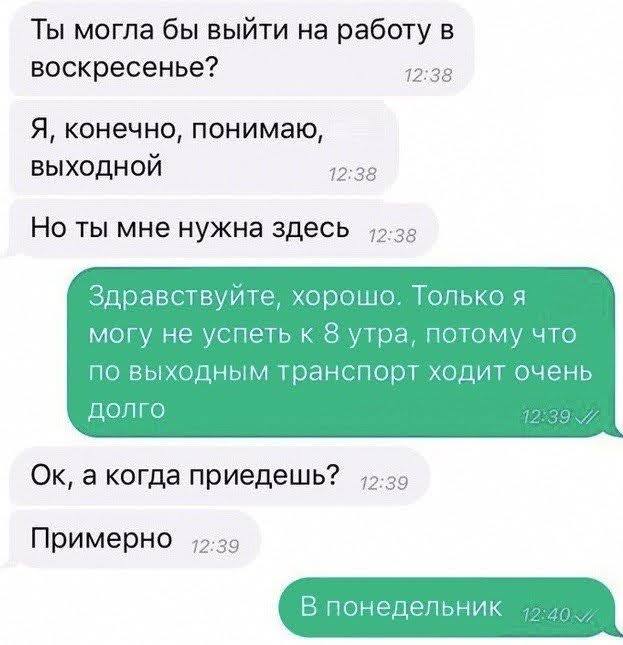 Ты могла бы выйти на работу в
воскресенье? 12:38
Я, конечно, понимаю,
выходной 12:38
Но ты мне нужна здесь 12:38
Здравствуйте, хорошо. Только я
могу не успеть к 8 утра, потому что
по выходным транспорт ходит очень
долго 12:39
Ок, а когда приедешь? 12:39
Примерно 12:39
В понедельник 12:40